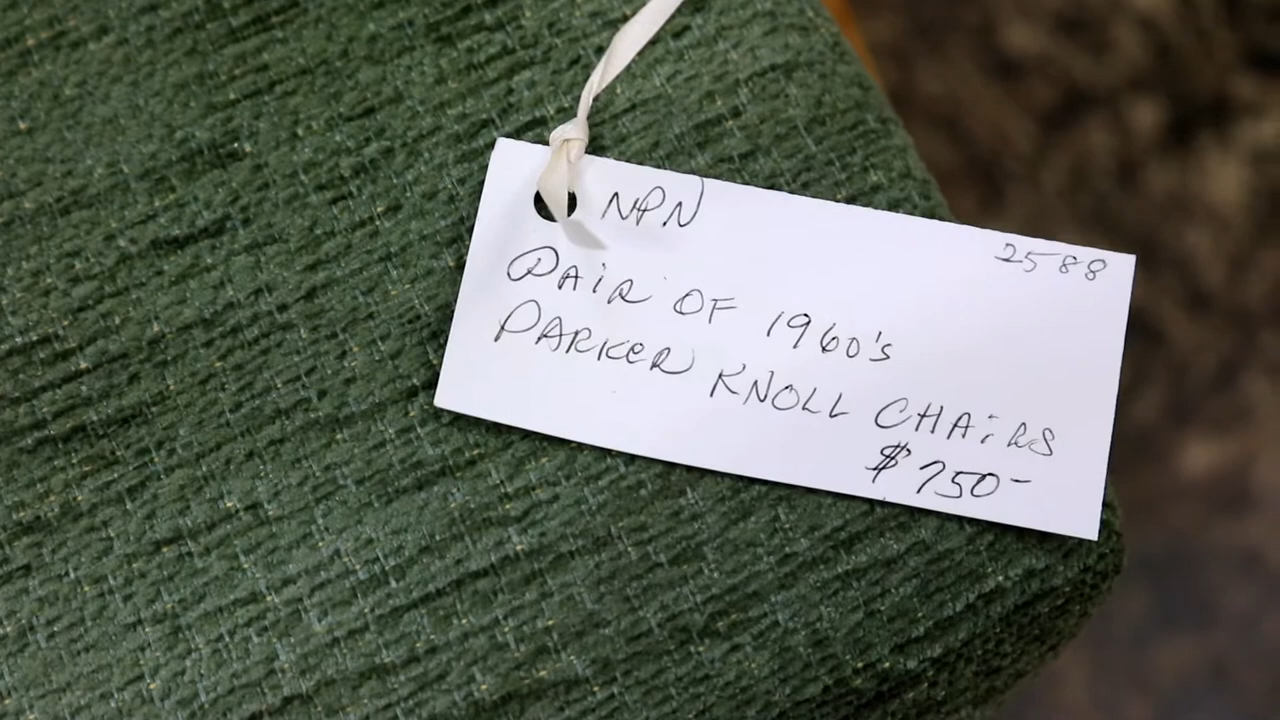 NPN
2588
PAiR OF 1960's
PARKER KNOLL CHAiRS
$750-